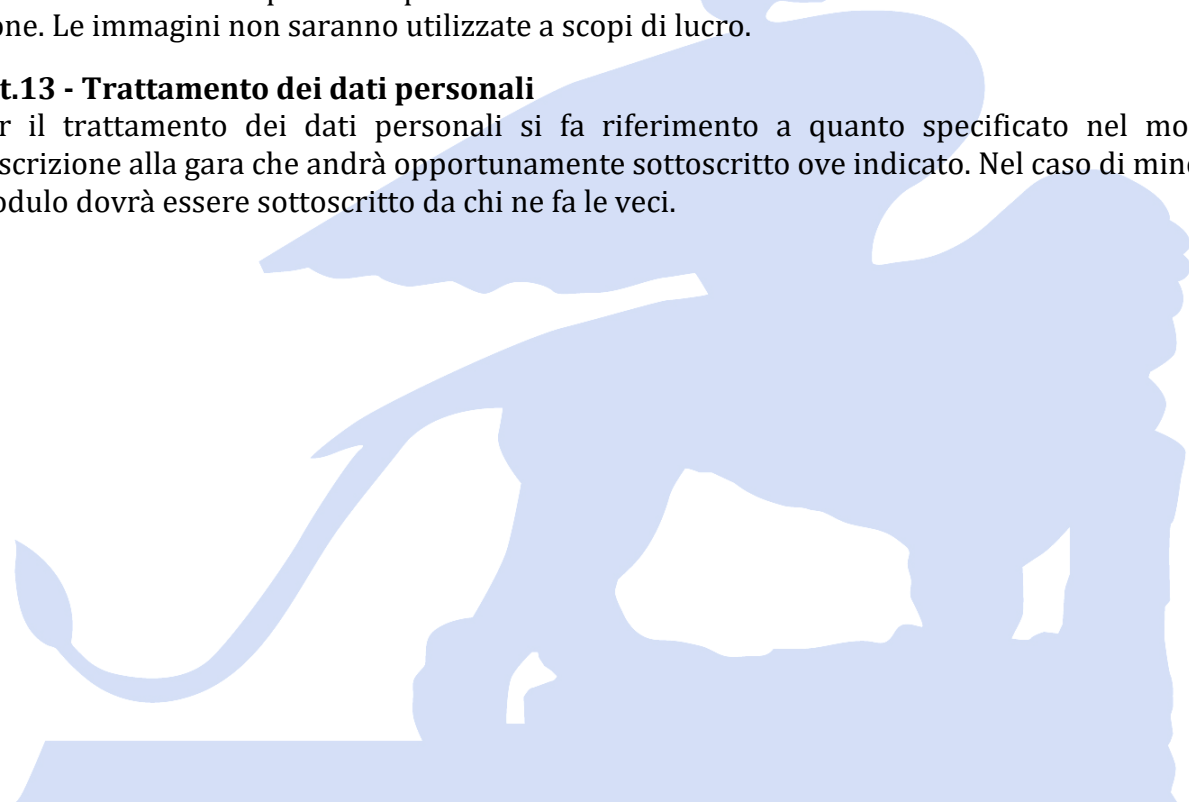 one. Le immagini non saranno utilizzate a scopi di lucro.
t.13 - Trattamento dei dati personali
r il trattamento dei dati personali si fa riferimento a quanto specificato nel mo
scrizione alla gara che andrà opportunamente sottoscritto ove indicato. Nel caso di mino
odulo dovrà essere sottoscritto da chi ne fa le veci.